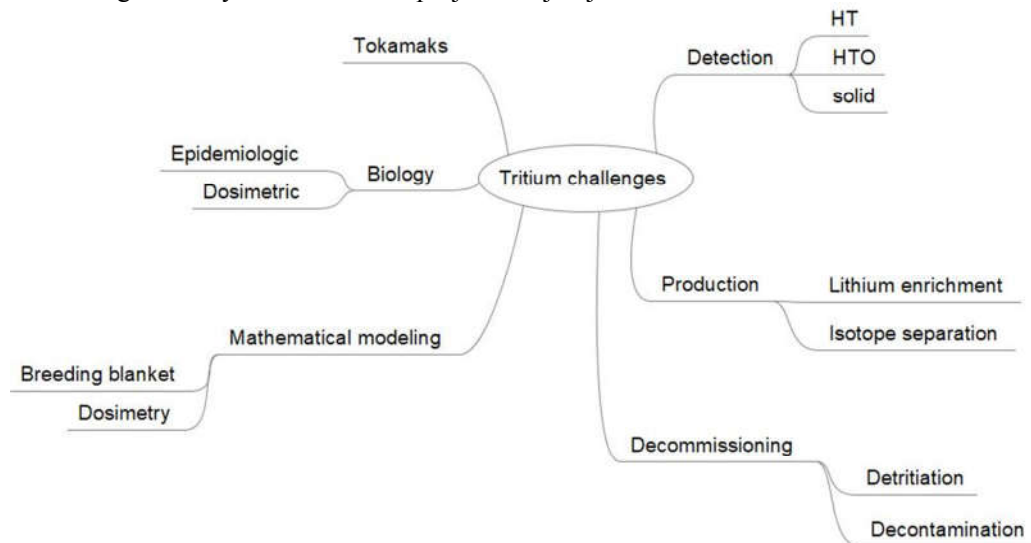 Tokamaks
Epidemiologic
Dosimetric
Biology
Mathematical modeling
Breeding blanket
Dosimetry
Tritium challenges
Detection
HT
HTO
solid
Production
Lithium enrichment
Isotope separation
Decommissioning
Detritiation
Decontamination